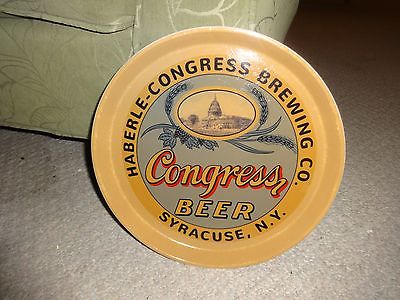 HABERLE-CONGRESS BREWING CO.
Congress
BEER
SYRACUSE, N.Y.